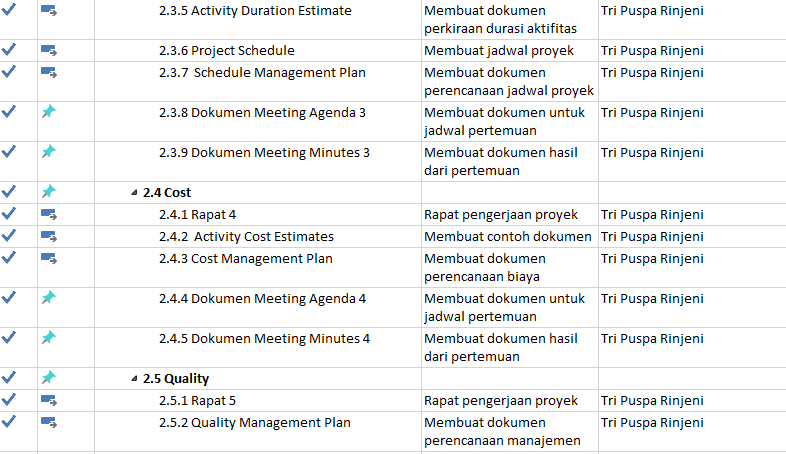 2.3.5 Activity Duration Estimate Membuat dokumen Tri Puspa Rinjeni
perkiraan durasi aktifitas
2.3.6 Project Schedule Membuat jadwal proyek Tri Puspa Rinjeni
2.3.7 Schedule Management Plan Membuat dokumen Tri Puspa Rinjeni
perencanaan jadwal proyek
2.3.8 Dokumen Meeting Agenda 3 Membuat dokumen untuk Tri Puspa Rinjeni
jadwal pertemuan
2.3.9 Dokumen Meeting Minutes 3 Membuat dokumen hasil Tri Puspa Rinjeni
dari pertemuan
2.4 Cost
2.4.1 Rapat 4 Rapat pengerjaan proyek Tri Puspa Rinjeni
2.4.2 Activity Cost Estimates Membuat contoh dokumen Tri Puspa Rinjeni
2.4.3 Cost Management Plan Membuat dokumen Tri Puspa Rinjeni
perencanaan biaya
2.4.4 Dokumen Meeting Agenda 4 Membuat dokumen untuk Tri Puspa Rinjeni
jadwal pertemuan
2.4.5 Dokumen Meeting Minutes 4 Membuat dokumen hasil Tri Puspa Rinjeni
dari pertemuan
2.5 Quality
2.5.1 Rapat 5 Rapat pengerjaan proyek Tri Puspa Rinjeni
2.5.2 Quality Management Plan Membuat dokumen Tri Puspa Rinjeni
perencanaan manajemen